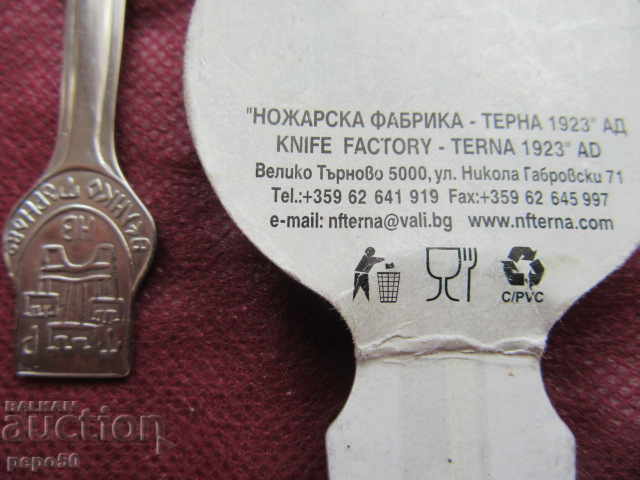 "НОЖАРСКА ФАБРИКА - ТЕРНА 1923" АД
KNIFE FACTORY - TERNA 1923" AD
Велико Търново 5000, ул. Никола Габровски 71
Tel.:+359 62 641 919 Fax:+359 62 645 997
e-mail: nfterna@vali.bg www.nfterna.com
C/PVC
BALKAN
auction
pepo50